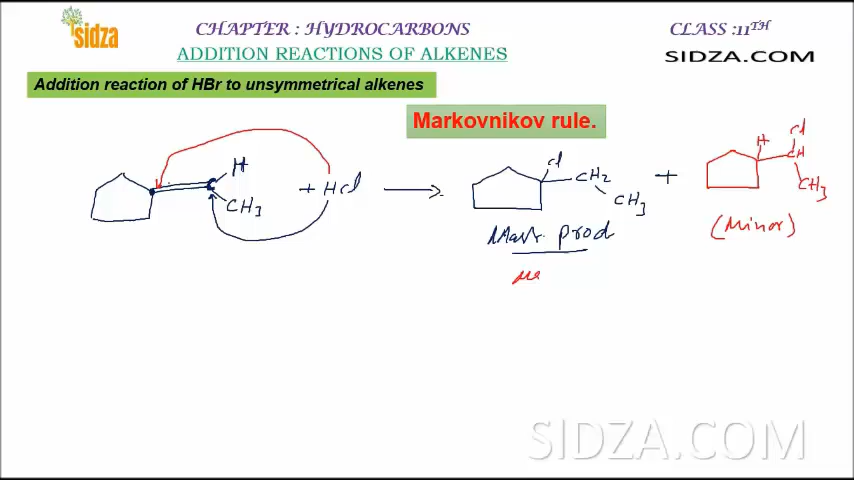 sidza
CHAPTER : HYDROCARBONS
CLASS :11TH
ADDITION REACTIONS OF ALKENES
SIDZA.COM
Addition reaction of HBr to unsymmetrical alkenes
Markovnikov rule.
H
CH3
+ HCl
Cl
CH2
CH3
+
H
Cl
CH
CH3
prod
(Minor)
SIDZA.COM